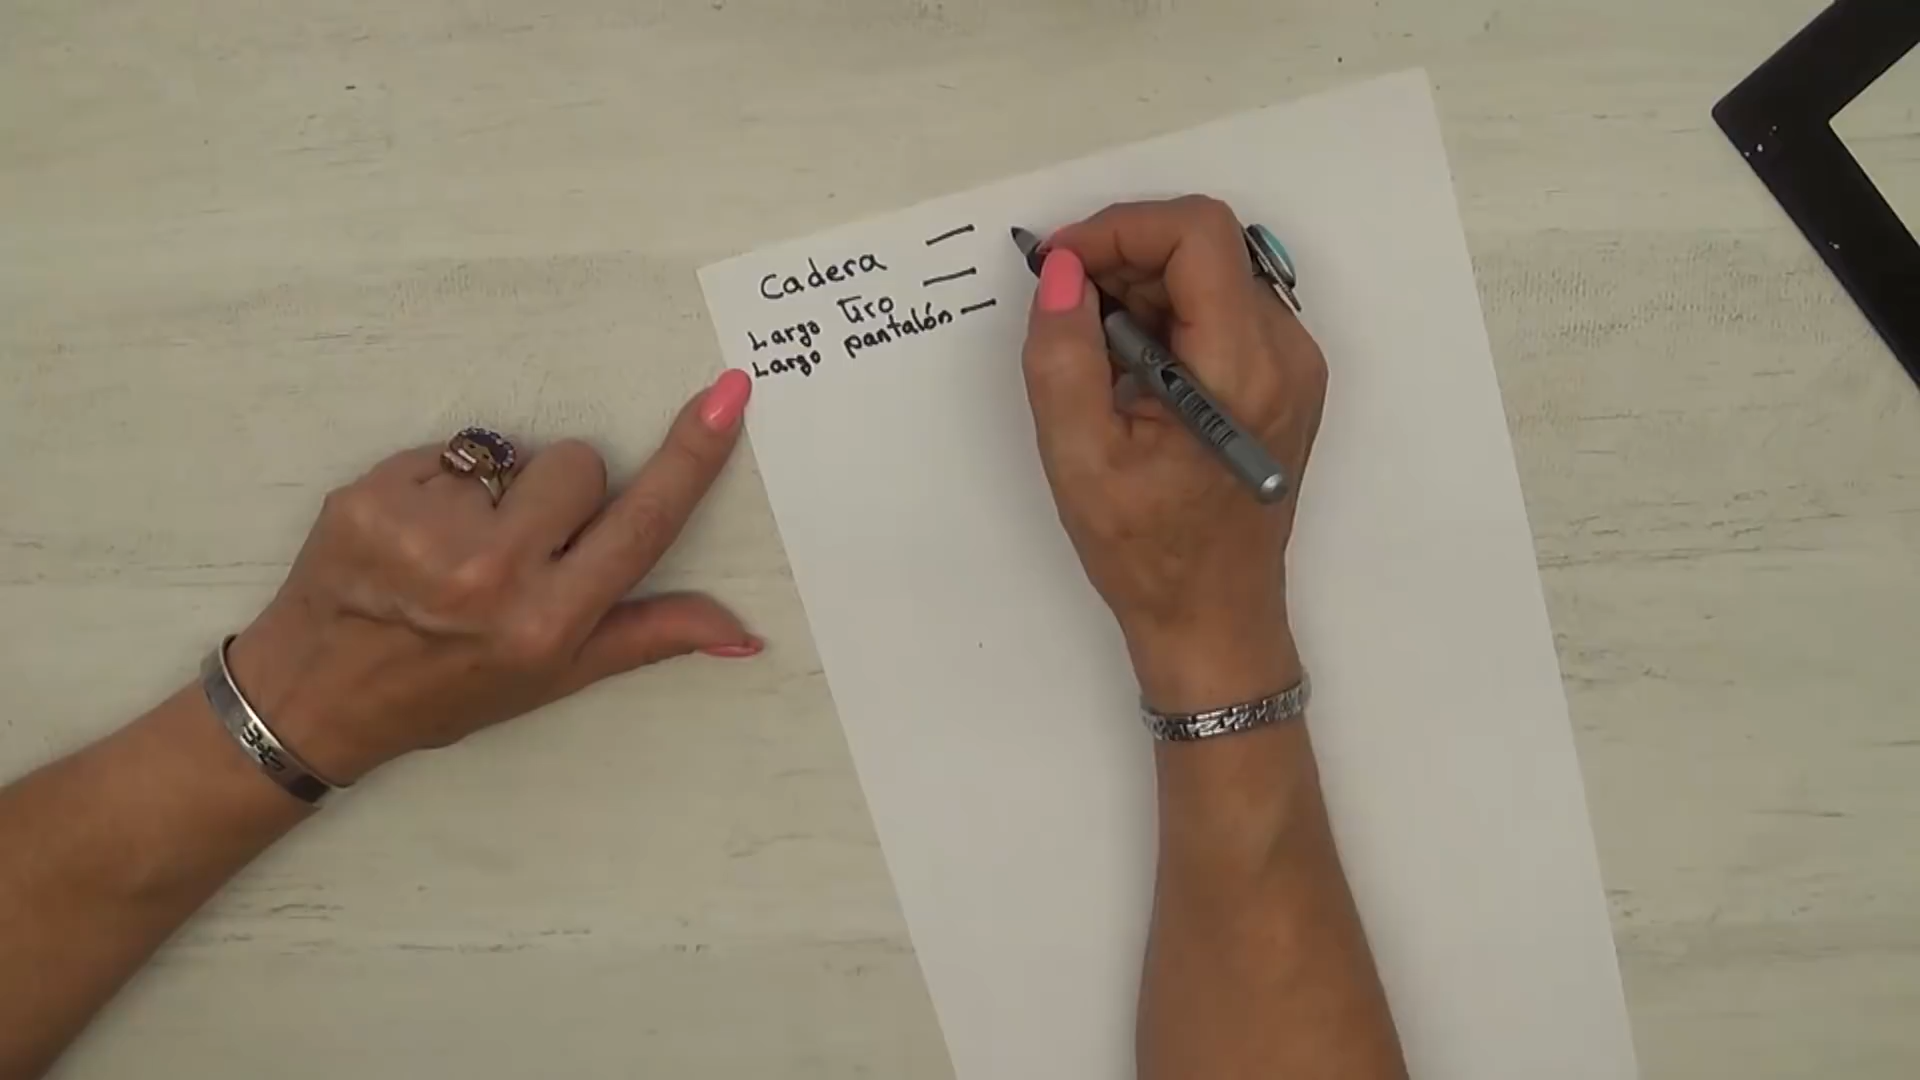 Cadera —
Largo Tiro —
Largo pantalón —